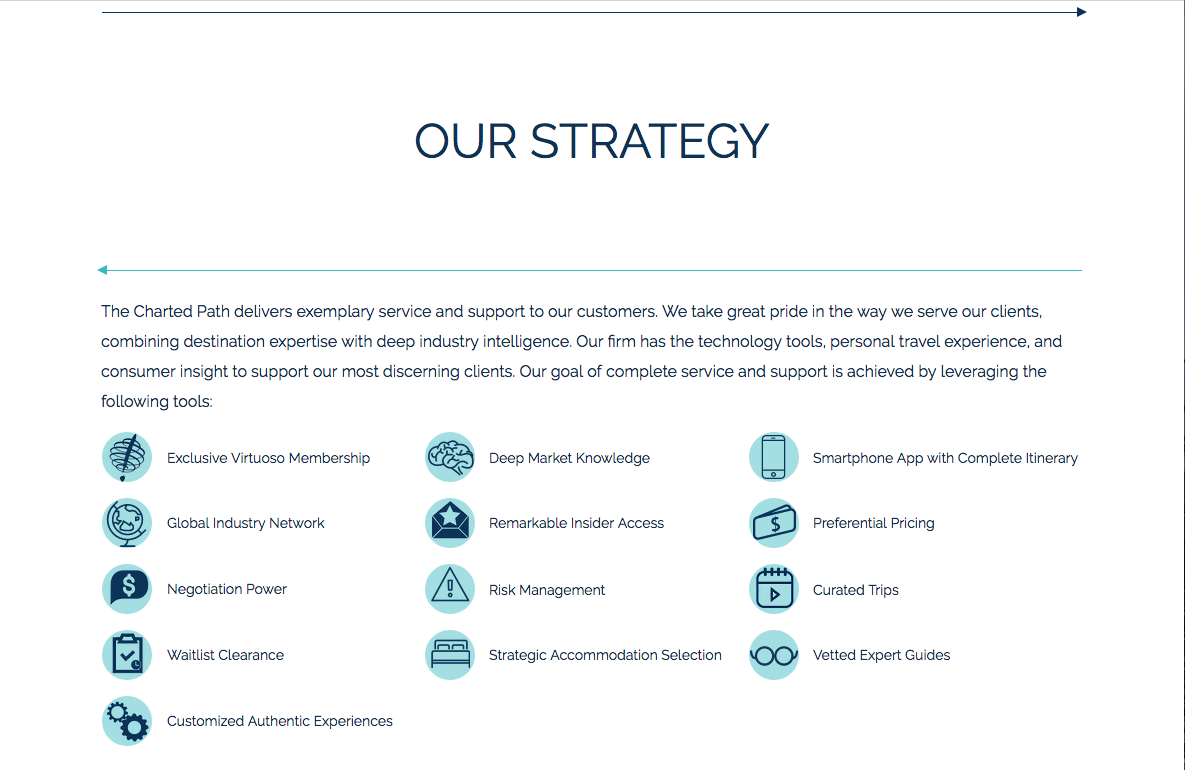 OUR STRATEGY
The Charted Path delivers exemplary service and support to our customers. We take great pride in the way we serve our clients,
combining destination expertise with deep industry intelligence. Our firm has the technology tools, personal travel experience, and
consumer insight to support our most discerning clients. Our goal of complete service and support is achieved by leveraging the
following tools:
Exclusive Virtuoso Membership
Deep Market Knowledge
Smartphone App with Complete Itinerary
Global Industry Network
Remarkable Insider Access
$
Preferential Pricing
$
Negotiation Power
!
Risk Management
Curated Trips
Waitlist Clearance
Strategic Accommodation Selection
Vetted Expert Guides
Customized Authentic Experiences